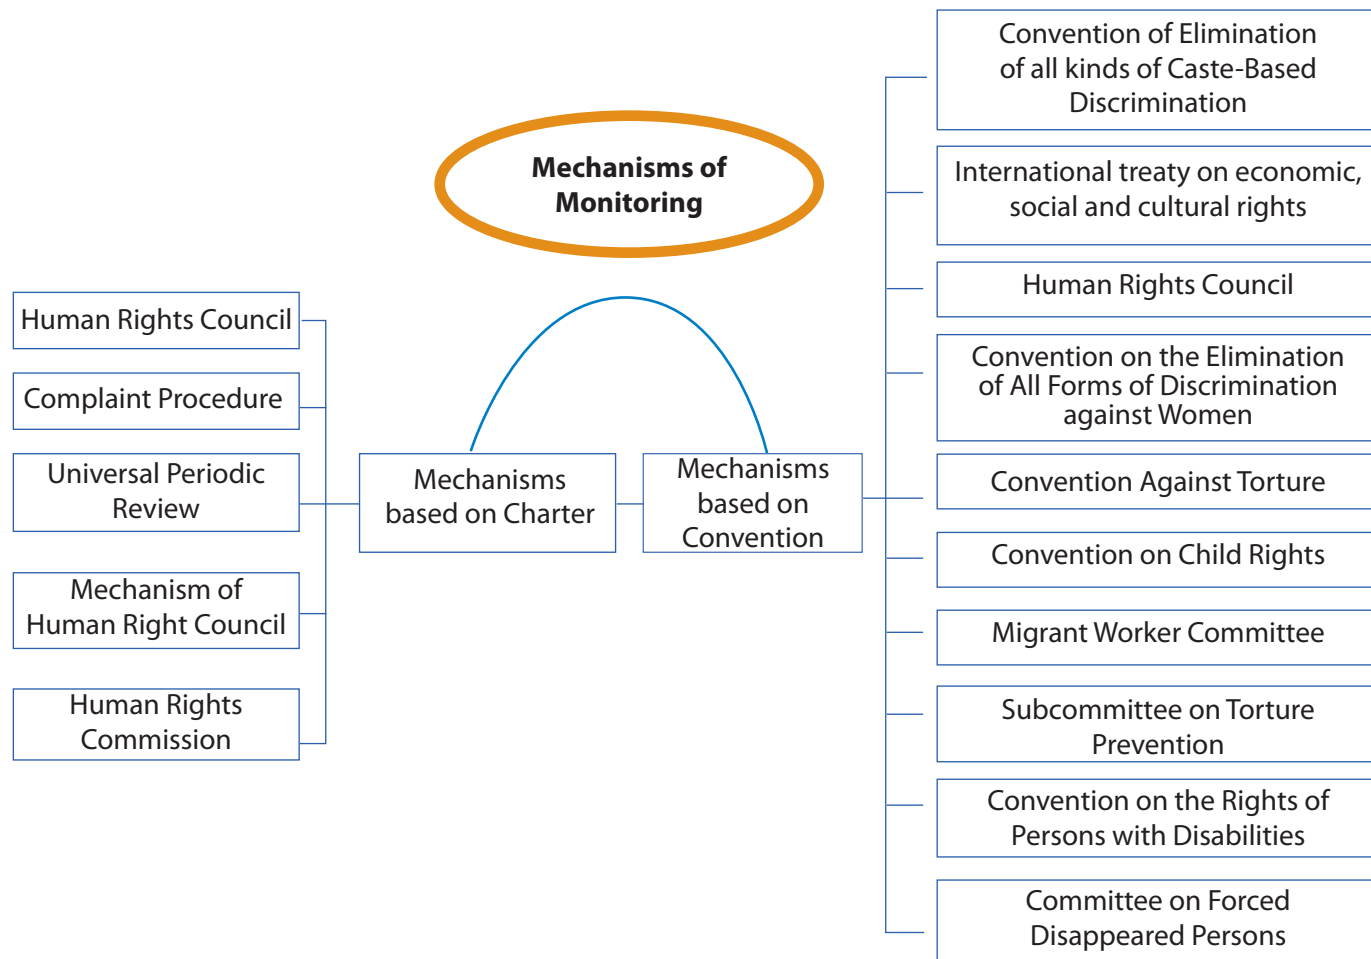 Mechanisms of
Monitoring
Human Rights Council
Complaint Procedure
Universal Periodic
Review
Mechanism of
Human Right Council
Human Rights
Commission
Mechanisms
based on Charter
Mechanisms
based on
Convention
Convention of Elimination
of all kinds of Caste-Based
Discrimination
International treaty on economic,
social and cultural rights
Human Rights Council
Convention on the Elimination
of All Forms of Discrimination
against Women
Convention Against Torture
Convention on Child Rights
Migrant Worker Committee
Subcommittee on Torture
Prevention
Convention on the Rights of
Persons with Disabilities
Committee on Forced
Disappeared Persons